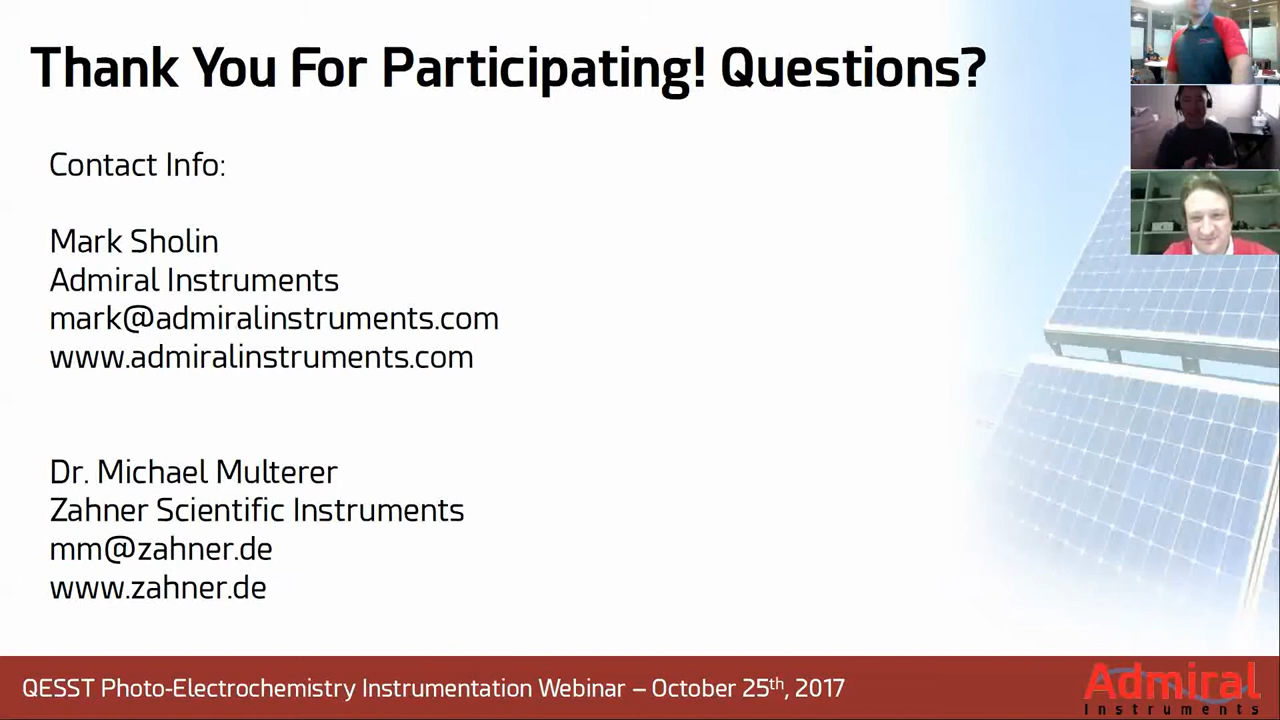 Thank You For Participating! Questions?
Contact Info:
Mark Sholin
Admiral Instruments
mark@admiralinstruments.com
www.admiralinstruments.com
Dr. Michael Multerer
Zahner Scientific Instruments
mm@zahner.de
www.zahner.de
QESST Photo-Electrochemistry Instrumentation Webinar – October 25th, 2017
Admiral
Instruments